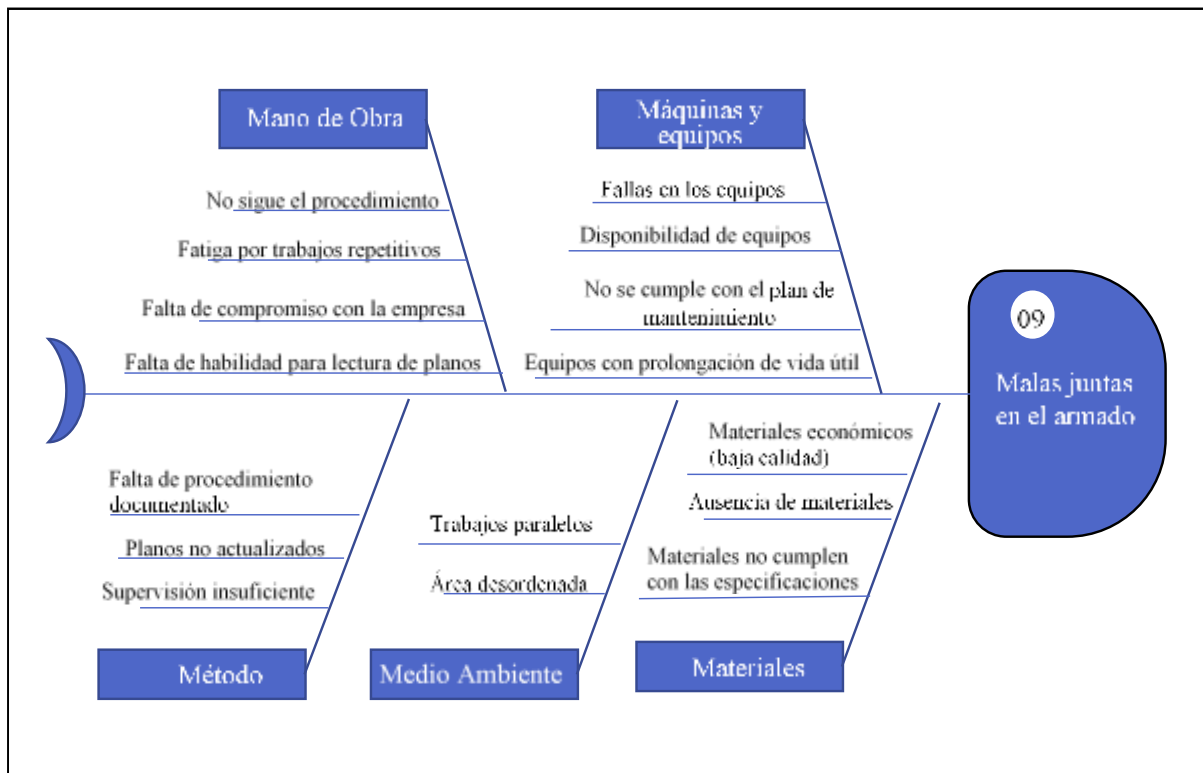 Mano de Obra
No sigue el procedimiento
Fatiga por trabajos repetitivos
Falta de compromiso con la empresa
Falta de habilidad para lectura de planos
Máquinas y
equipos
Fallas en los equipos
Disponibilidad de equipos
No se cumple con el plan de
mantenimiento
Equipos con prolongación de vida útil
09
Malas juntas
en el armado
Falta de procedimiento
documentado
Planos no actualizados
Supervisión insuficiente
Método
Trabajos paralelos
Área desordenada
Medio Ambiente
Materiales económicos
(baja calidad)
Ausencia de materiales
Materiales no cumplen
con las especificaciones
Materiales